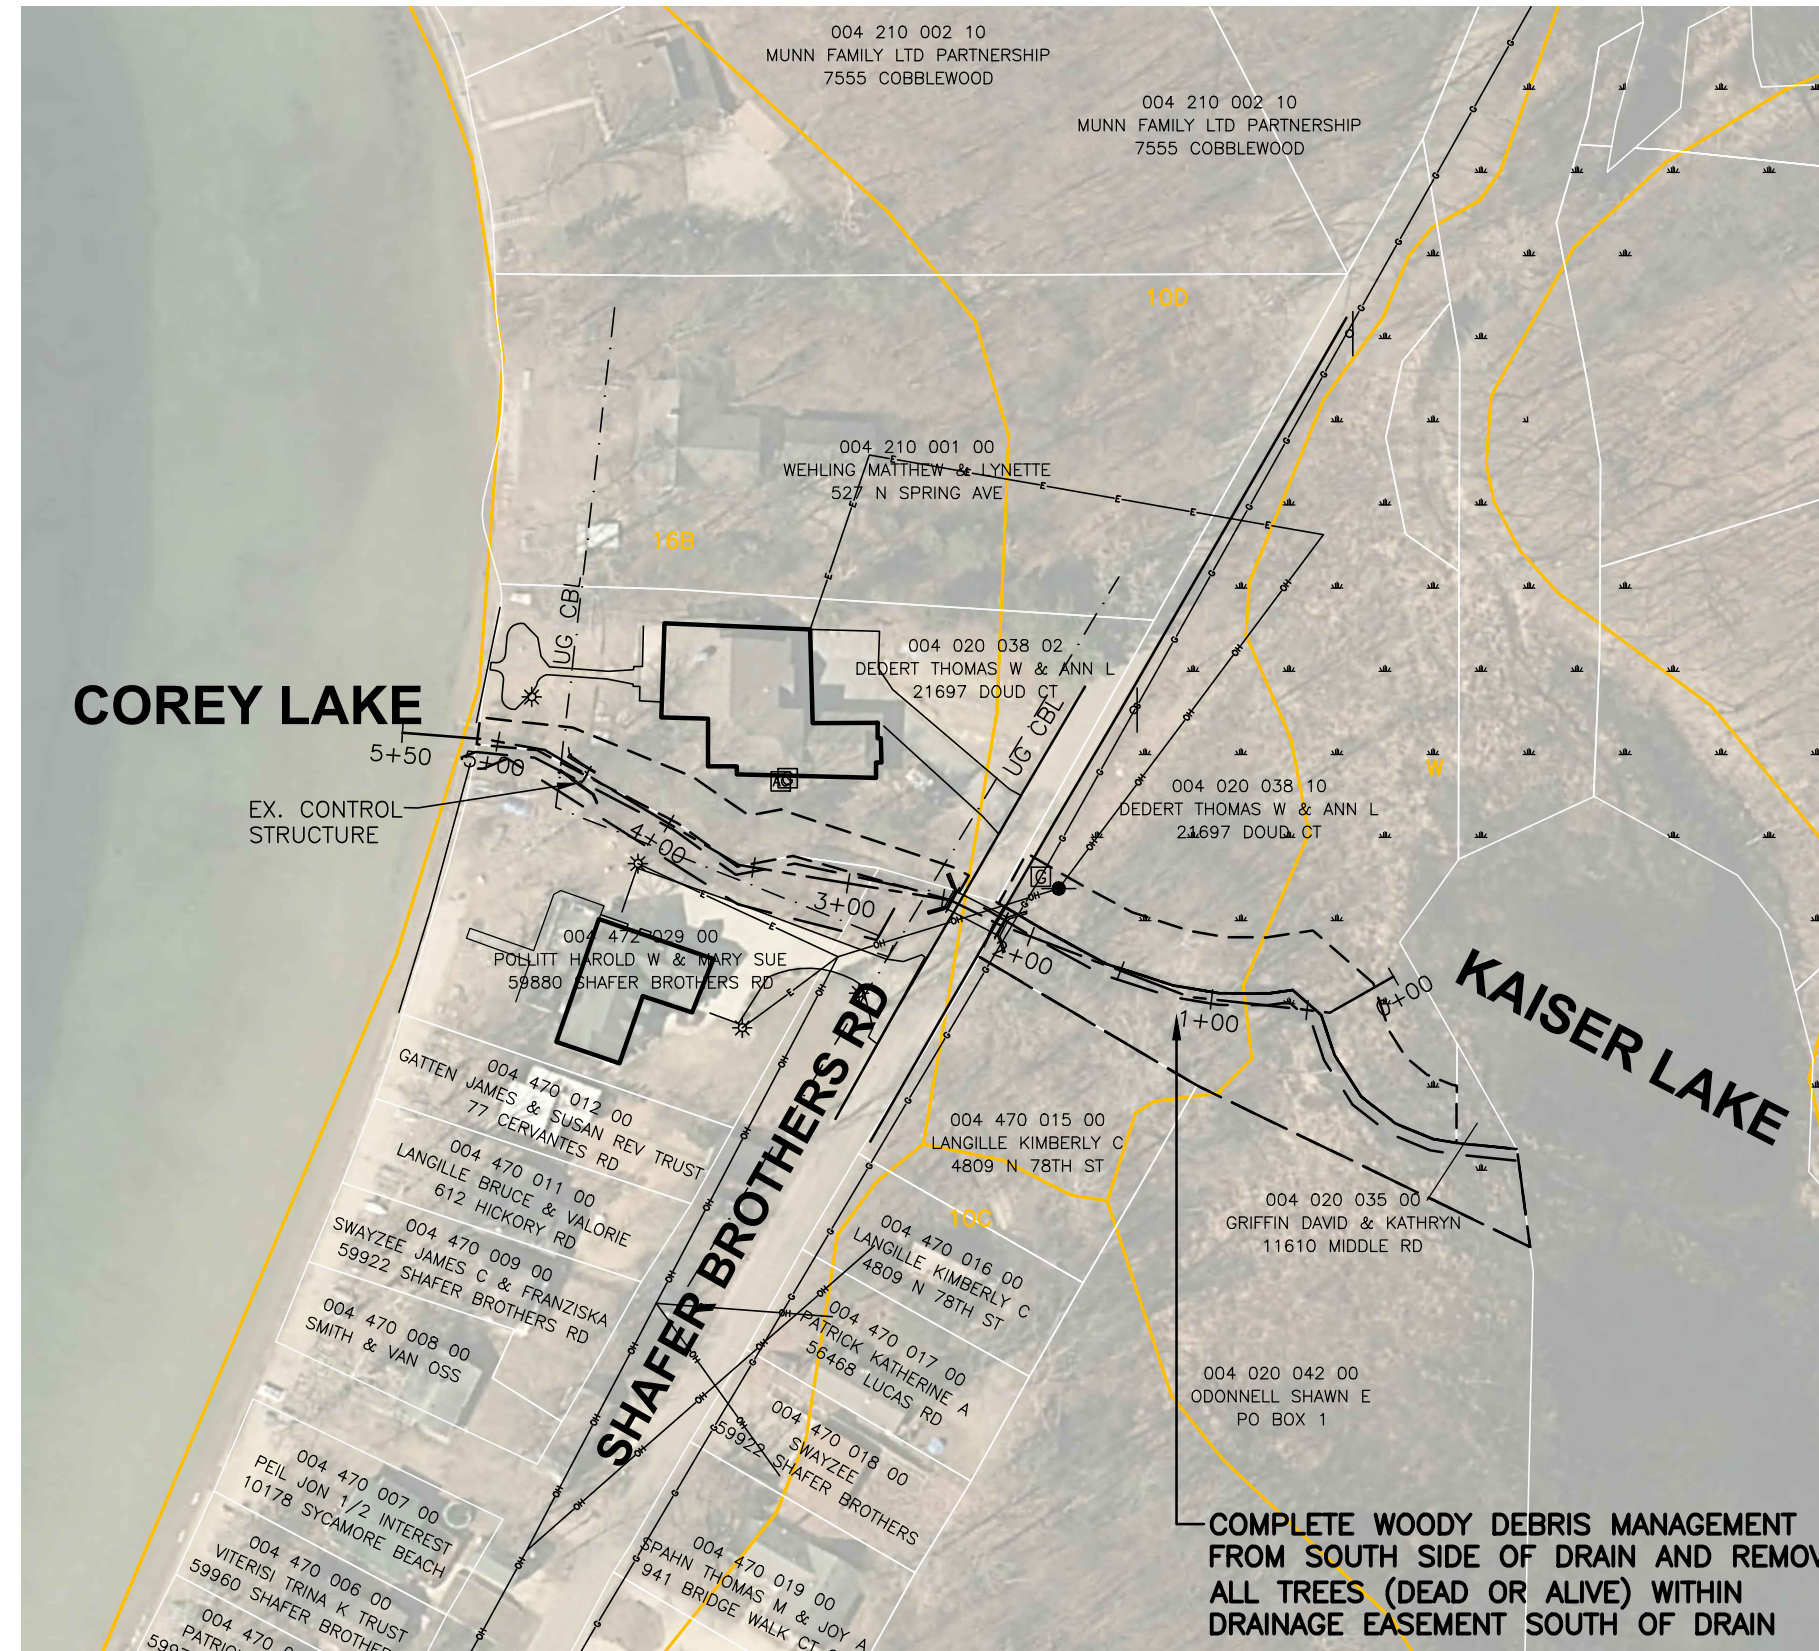 004 210 002 10
MUNN FAMILY LTD PARTNERSHIP
7555 COBBLEWOOD
004 210 002 10
MUNN FAMILY LTD PARTNERSHIP
7555 COBBLEWOOD
10D
004 210 001 00
WEHLING MATTHEW & LYNETTE
527 N SPRING AVE
16B
UG CBL
004 020 038 02
DEDERT THOMAS W & ANN L
21697 DOUD CT
UG CBL
COREY LAKE
5+50
5+00
EX. CONTROL
STRUCTURE
AC
G
4+00
3+00
004 020 038 10
DEDERT THOMAS W & ANN L
21697 DOUD CT
W
G
2+00
1+00
0+00
KAISER LAKE
004 472 029 00
POLLITT HAROLD W & MARY SUE
59880 SHAFER BROTHERS RD
SHAFER BROTHERS RD
004 470 012 00
GATTEN JAMES & SUSAN REV TRUST
77 CERVANTES RD
004 470 011 00
LANGILLE BRUCE & VALORIE
612 HICKORY RD
004 470 009 00
SWAYZEE JAMES C & FRANZISKA
59922 SHAFER BROTHERS RD
004 470 008 00
SMITH & VAN OSS
004 470 007 00
PEIL JON 1/2 INTEREST
10178 SYCAMORE BEACH
004 470 006 00
VITERISI TRINA K TRUST
59960 SHAFER BROTHE
004 470
004 470 015 00
LANGILLE KIMBERLY C
4809 N 78TH ST
10C
004 470 016 00
LANGILLE KIMBERLY C
4809 N 78TH ST
004 470 017 00
PATRICK KATHERINE A
56468 LUCAS RD
004 470 018 00
SWAYZEE
59922 SHAFER BROTHERS
004 470 019 00
SPAHN THOMAS M & JOY A
941 BRIDGE WALK CT
004 020 035 00
GRIFFIN DAVID & KATHRYN
11610 MIDDLE RD
004 020 042 00
ODONNELL SHAWN E
PO BOX 1
COMPLETE WOODY DEBRIS MANAGEMENT
FROM SOUTH SIDE OF DRAIN AND REMOV
ALL TREES (DEAD OR ALIVE) WITHIN
DRAINAGE EASEMENT SOUTH OF DRAIN